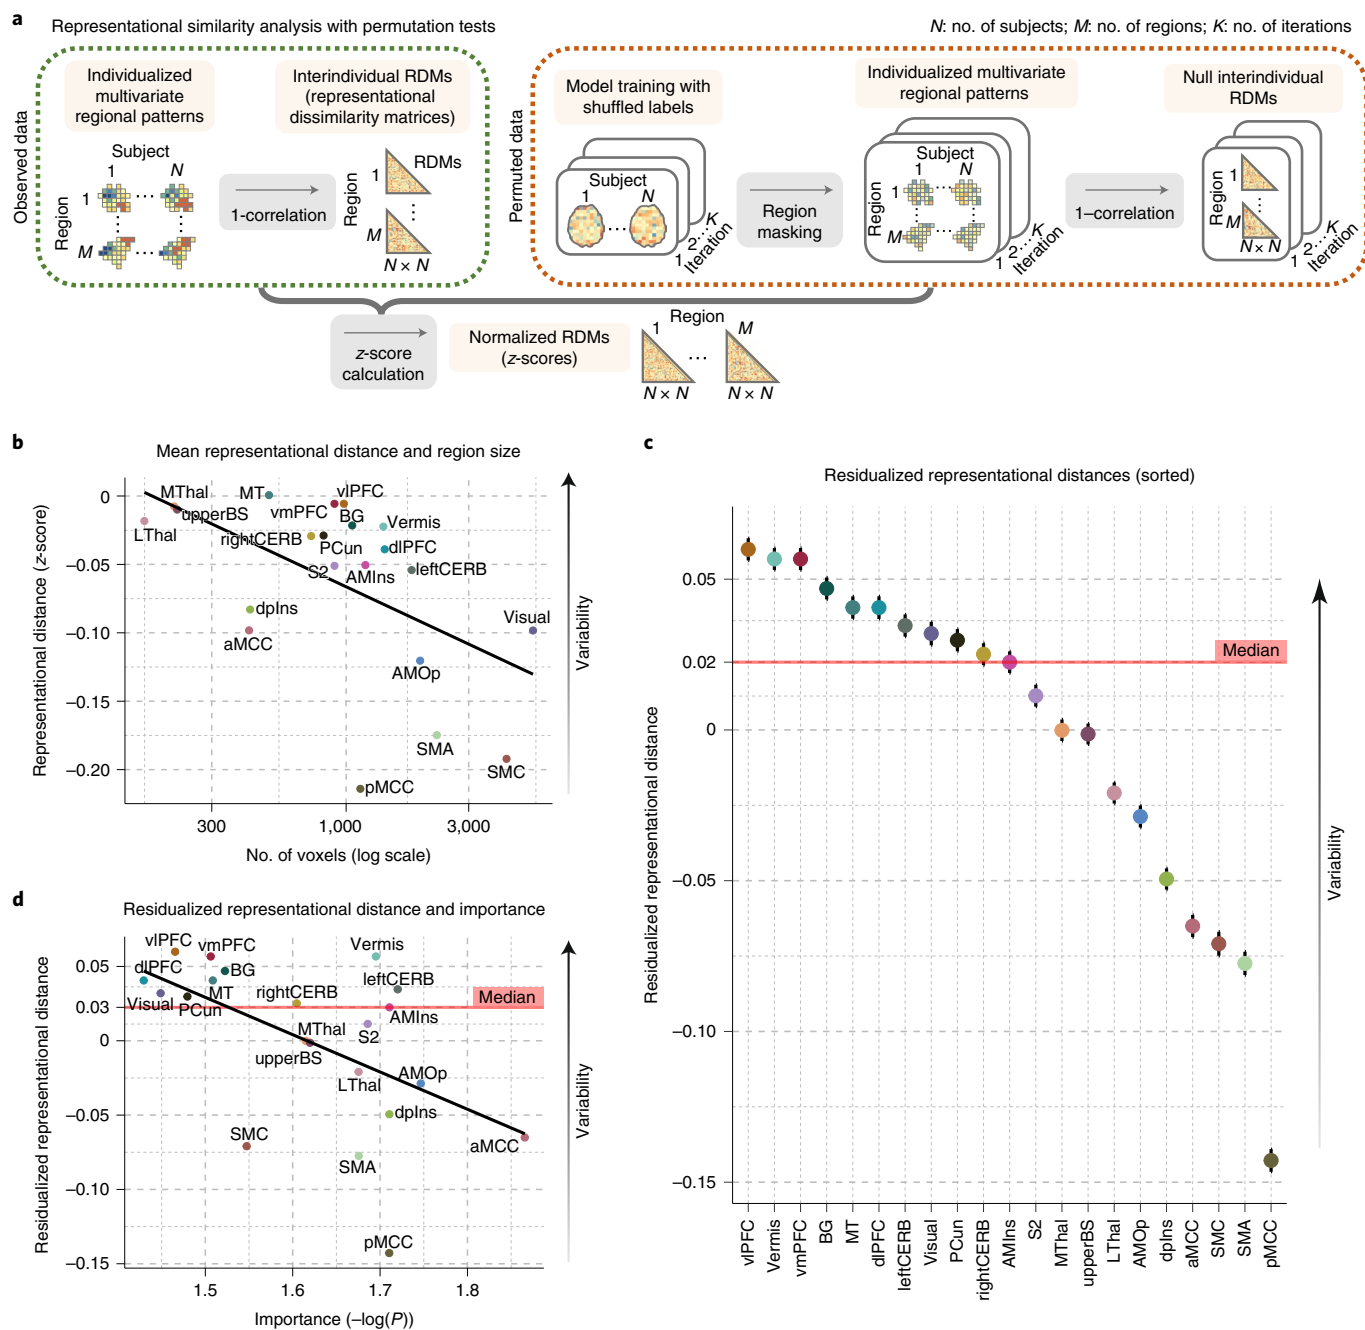 a
Representational similarity analysis with permutation tests
N: no. of subjects; M: no. of regions; K: no. of iterations
Observed data
Individualized
multivariate
regional patterns
Subject
1
N
Region
1
M
1-correlation
Interindividual RDMs
(representational
dissimilarity matrices)
Region
1
RDMs
M
N × N
Permuted data
Model training with
shuffled labels
Subject
1
N
1 2 K
Iteration
Region
masking
Individualized multivariate
regional patterns
Subject
1
N
Region
1
M
1 2 K
Iteration
1–correlation
Null interindividual
RDMs
Region
1
M
N × N
1 2 K
Iteration
z-score
calculation
Normalized RDMs
(z-scores)
Region
1
M
N × N
N × N
b
Mean representational distance and region size
Representational distance (z-score)
0
–0.05
–0.10
–0.15
–0.20
MThal
MT
vlPFC
upperBS
vmPFC
BG
Vermis
LThal
rightCERB
PCun
dlPFC
S2
AMIns
leftCERB
dpIns
aMCC
Visual
AMOp
SMA
SMC
pMCC
300
1,000
3,000
No. of voxels (log scale)
Variability
c
Residualized representational distances (sorted)
Residualized representational distance
0.05
0.02
0
–0.05
–0.10
–0.15
Median
Variability
vlPFC
Vermis
vmPFC
BG
MT
dlPFC
leftCERB
Visual
PCun
rightCERB
AMIns
S2
MThal
upperBS
LThal
AMOp
dpIns
aMCC
SMC
SMA
pMCC
d
Residualized representational distance and importance
Residualized representational distance
0.05
0.03
0
–0.05
–0.10
–0.15
vlPFC
vmPFC
Vermis
dlPFC
BG
leftCERB
Visual
PCun
MT
rightCERB
Median
AMIns
MThal
S2
upperBS
LThal
AMOp
dpIns
SMC
aMCC
SMA
pMCC
1.5
1.6
1.7
1.8
Importance (–log(P))
Variability